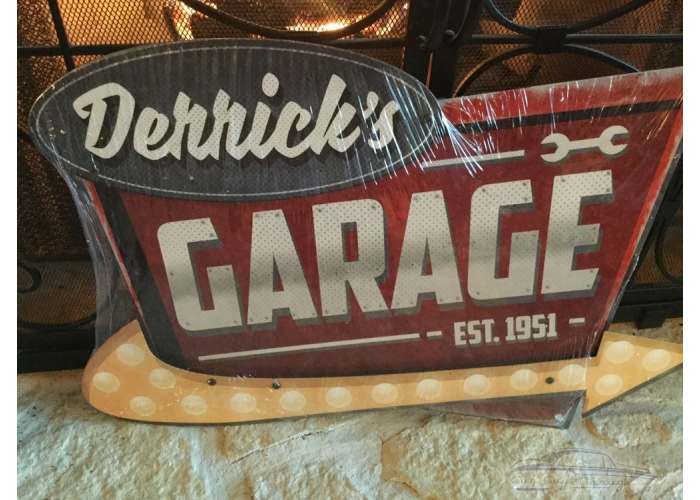 Derrick's
GARAGE
- EST. 1951 -